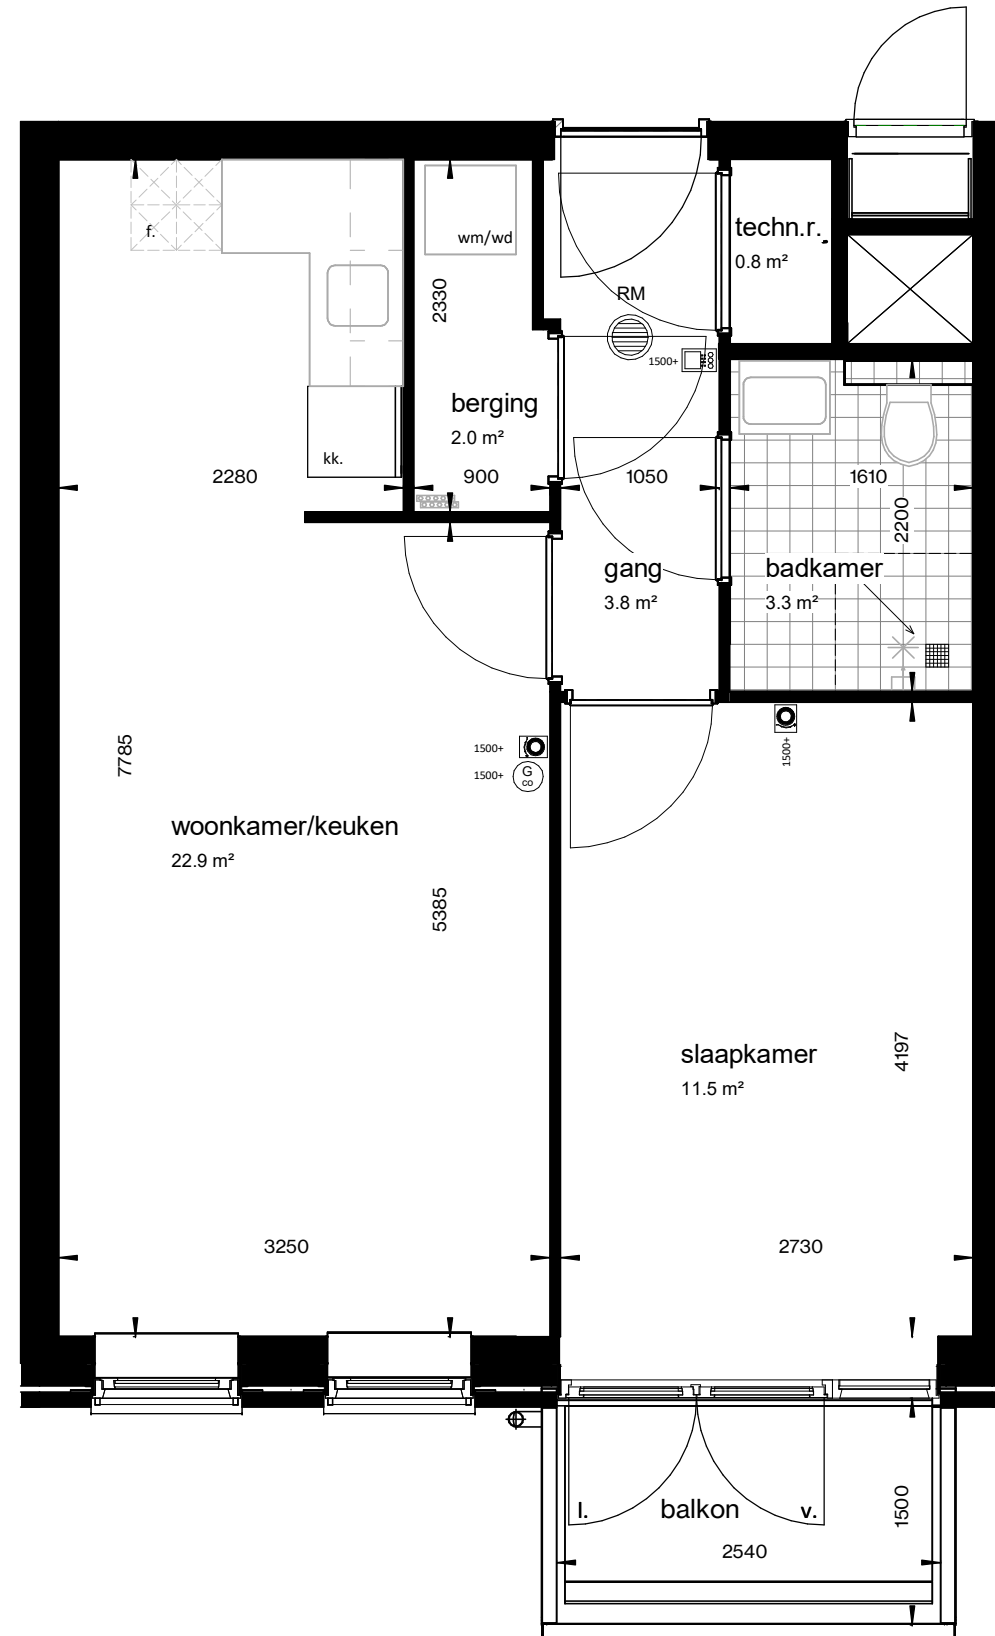 f.
wm/wd
techn.r.
0.8 m²
2330
RM
1500+
berging
2.0 m²
kk.
2280
900
1050
1610
2200
gang
3.8 m²
badkamer
3.3 m²
7785
1500+
1500+
G
co
1500+
woonkamer/keuken
22.9 m²
5385
slaapkamer
11.5 m²
4197
3250
2730
l.
balkon
v.
1500
2540